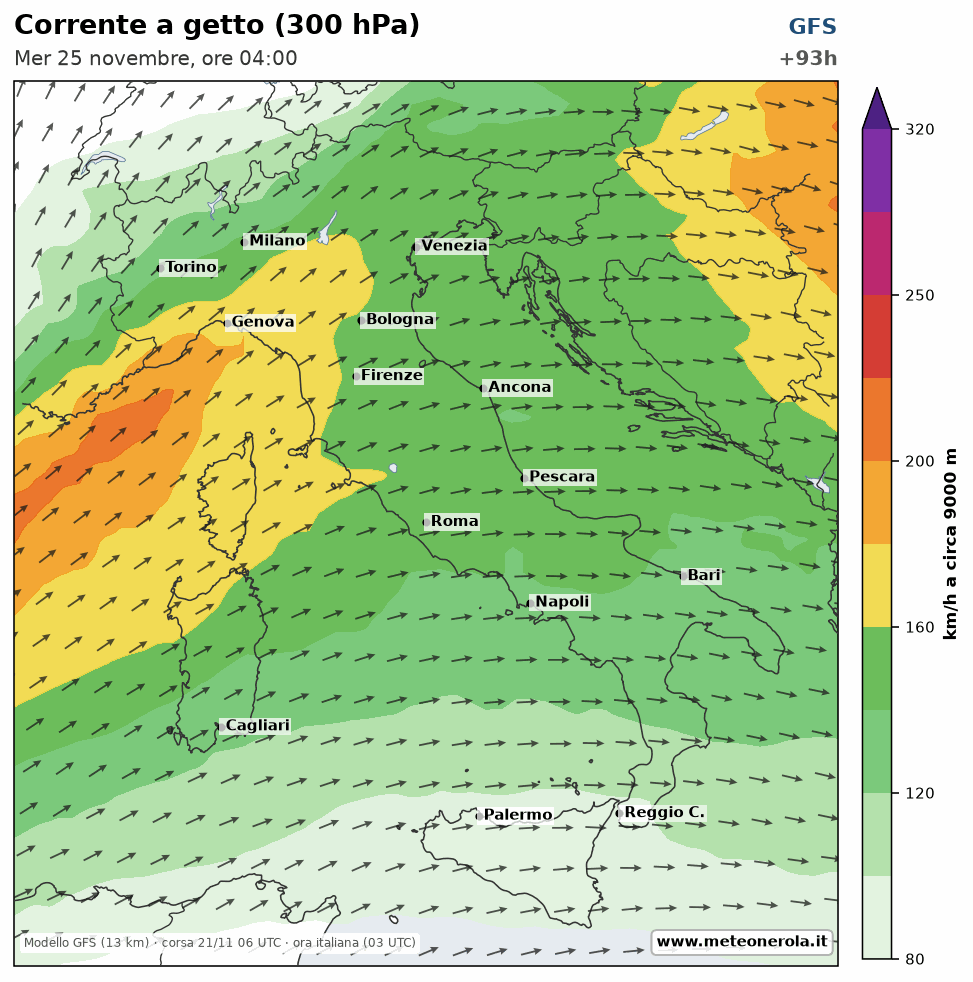 Corrente a getto (300 hPa)
GFS
Mer 25 novembre, ore 04:00
+93h
Milano
Venezia
Torino
Genova
Bologna
Firenze
Ancona
Pescara
Roma
Bari
Napoli
Cagliari
Palermo
Reggio C.
320
250
200
160
120
80
km/h a circa 9000 m
Modello GFS (13 km) · corsa 21/11 06 UTC · ora italiana (03 UTC)
www.meteonerola.it